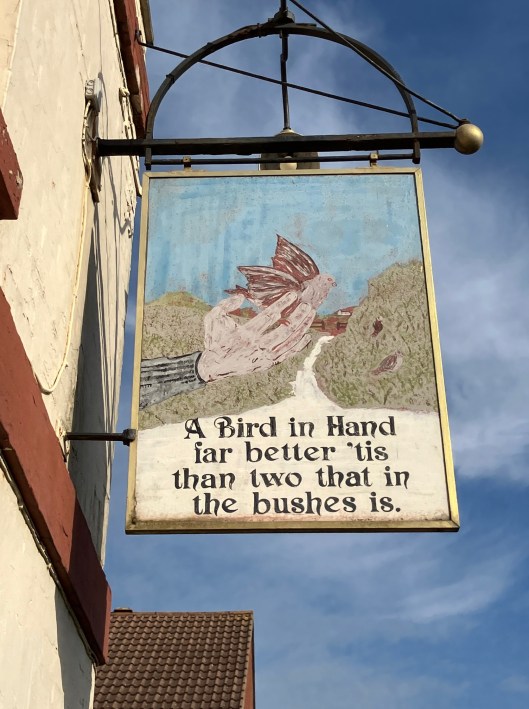 A Bird in Hand
far better 'tis
than two that in
the bushes is.